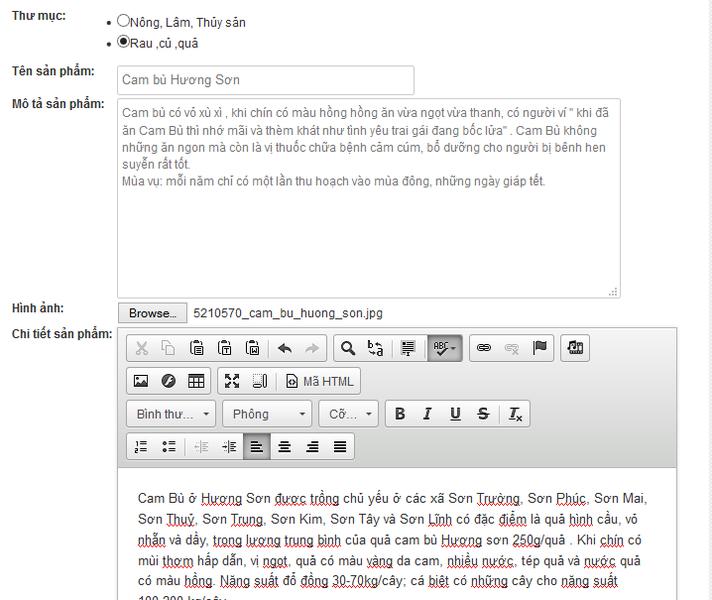 Thư mục:
Nông, Lâm, Thủy sản
Rau ,củ ,quả
Tên sản phẩm:
Cam bù Hương Sơn
Mô tả sản phẩm:
Cam bù có vỏ xù xì , khi chín có màu hồng hồng ăn vừa ngọt vừa thanh, có người ví " khi đã
ăn Cam Bù thì nhớ mãi và thèm khát như tình yêu trai gái đang bốc lửa" . Cam Bù không
những ăn ngon mà còn là vị thuốc chữa bệnh cảm cúm, bổ dưỡng cho người bị bênh hen
suyễn rất tốt.
Mùa vụ: mỗi năm chỉ có một lần thu hoạch vào mùa đông, những ngày giáp tết.
Hình ảnh:
Browse... 5210570_cam_bu_huong_son.jpg
Chi tiết sản phẩm:
ABC
Mã HTML
Bình thư... Phông Cỡ... B I U S Ix
Cam Bù ở Hương Sơn được trồng chủ yếu ở các xã Sơn Trường, Sơn Phúc, Sơn Mai,
Sơn Thuỷ, Sơn Trung, Sơn Kim, Sơn Tây và Sơn Lĩnh có đặc điểm là quả hình cầu, vỏ
nhẵn và dầy, trọng lượng trung bình của quả cam bù Hương sơn 250g/quả . Khi chín có
mùi thơm hấp dẫn, vị ngọt, quả có màu vàng da cam, nhiều nước, tép quả và nước quả
có màu hồng. Năng suất đổ đồng 30-70kg/cây; cá biệt có những cây cho năng suất